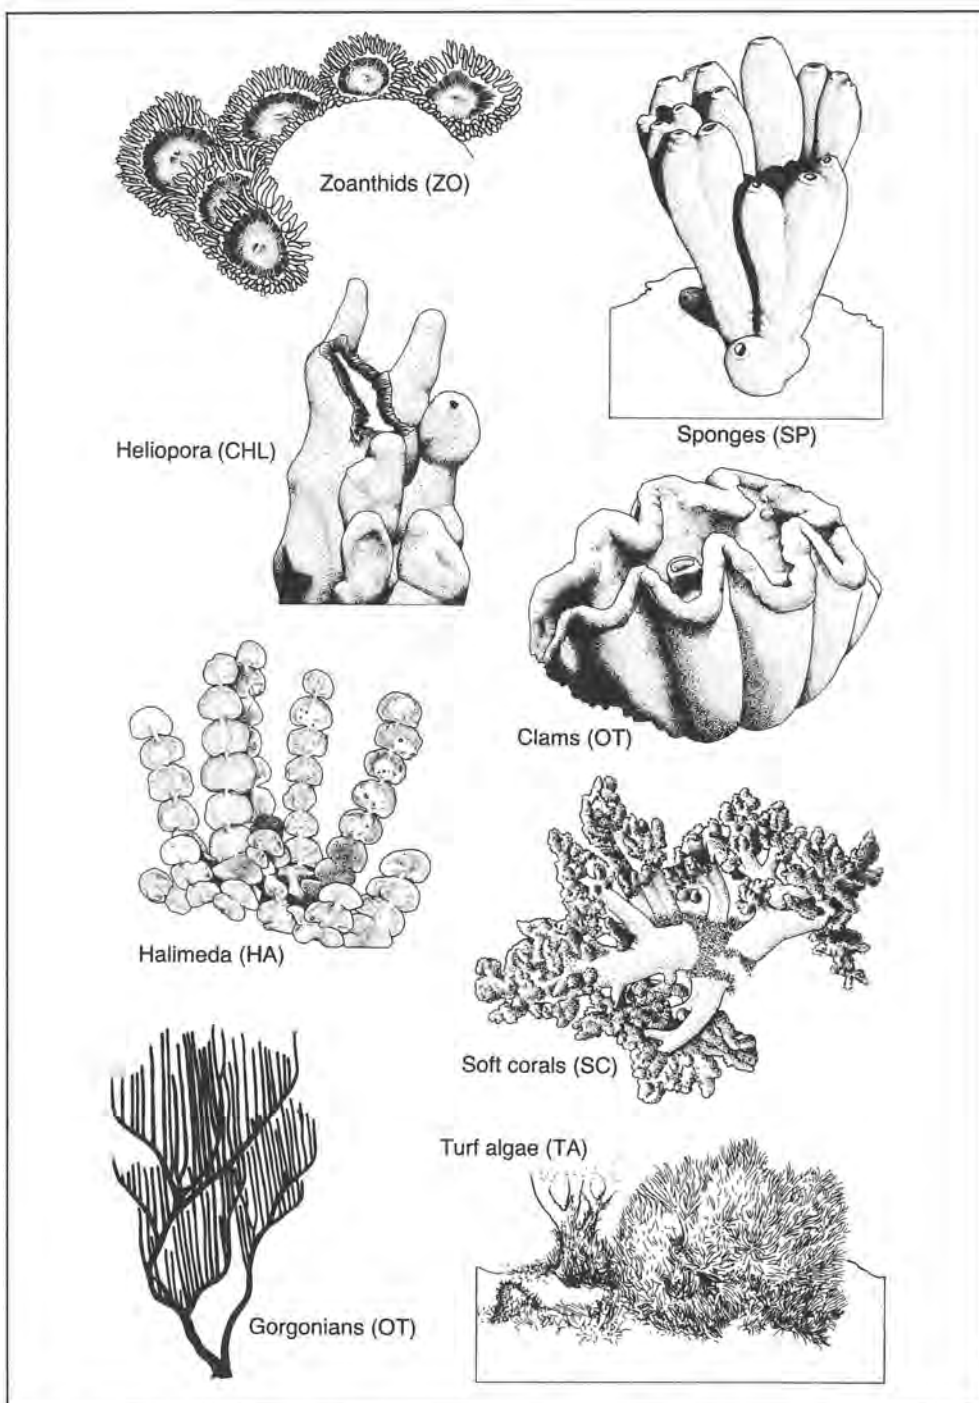 Zoanthids (ZO)
Heliopora (CHL)
Sponges (SP)
Clams (OT)
Halimeda (HA)
Soft corals (SC)
Turf algae (TA)
Gorgonians (OT)